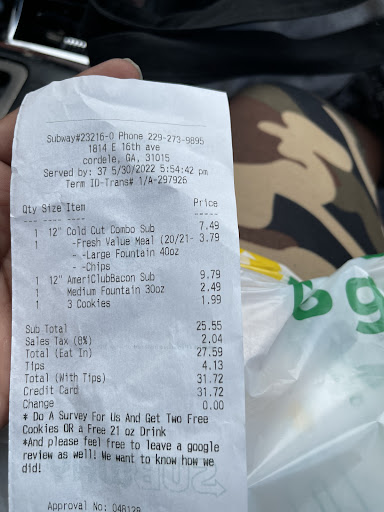 Subway#23216-0 Phone 229-273-9895
1814 E 16th ave
cordele, GA, 31015
Served by: 37 5/30/2022 5:54:42 pm
Term ID-Trans# 1/A-297926
Qty Size Item Price
--- ---- ---- -----
1 12" Cold Cut Combo Sub 7.49
1 -Fresh Value Meal (20/21- 3.79
- -Large Fountain 40oz
- -Chips
1 12" AmeriClubBacon Sub 9.79
1 Medium Fountain 30oz 2.49
1 3 Cookies 1.99
Sub Total 25.55
Sales Tax (8%) 2.04
Total (Eat In) 27.59
Tips 4.13
Total (With Tips) 31.72
Credit Card 31.72
Change 0.00
* Do A Survey For Us And Get Two Free
Cookies OR a Free 21 oz Drink
*And please feel free to leave a google
review as well! We want to know how we
did!
Approval No: 04B128